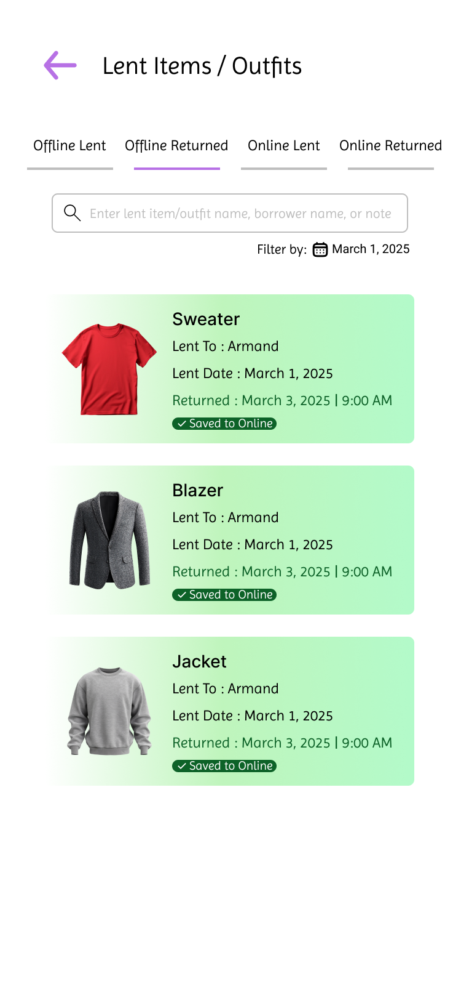 Lent Items / Outfits
Offline Lent
Offline Returned
Online Lent
Online Returned
Enter lent item/outfit name, borrower name, or note
Filter by: March 1, 2025
Sweater
Lent To : Armand
Lent Date : March 1, 2025
Returned : March 3, 2025 | 9:00 AM
Saved to Online
Blazer
Lent To : Armand
Lent Date : March 1, 2025
Returned : March 3, 2025 | 9:00 AM
Saved to Online
Jacket
Lent To : Armand
Lent Date : March 1, 2025
Returned : March 3, 2025 | 9:00 AM
Saved to Online